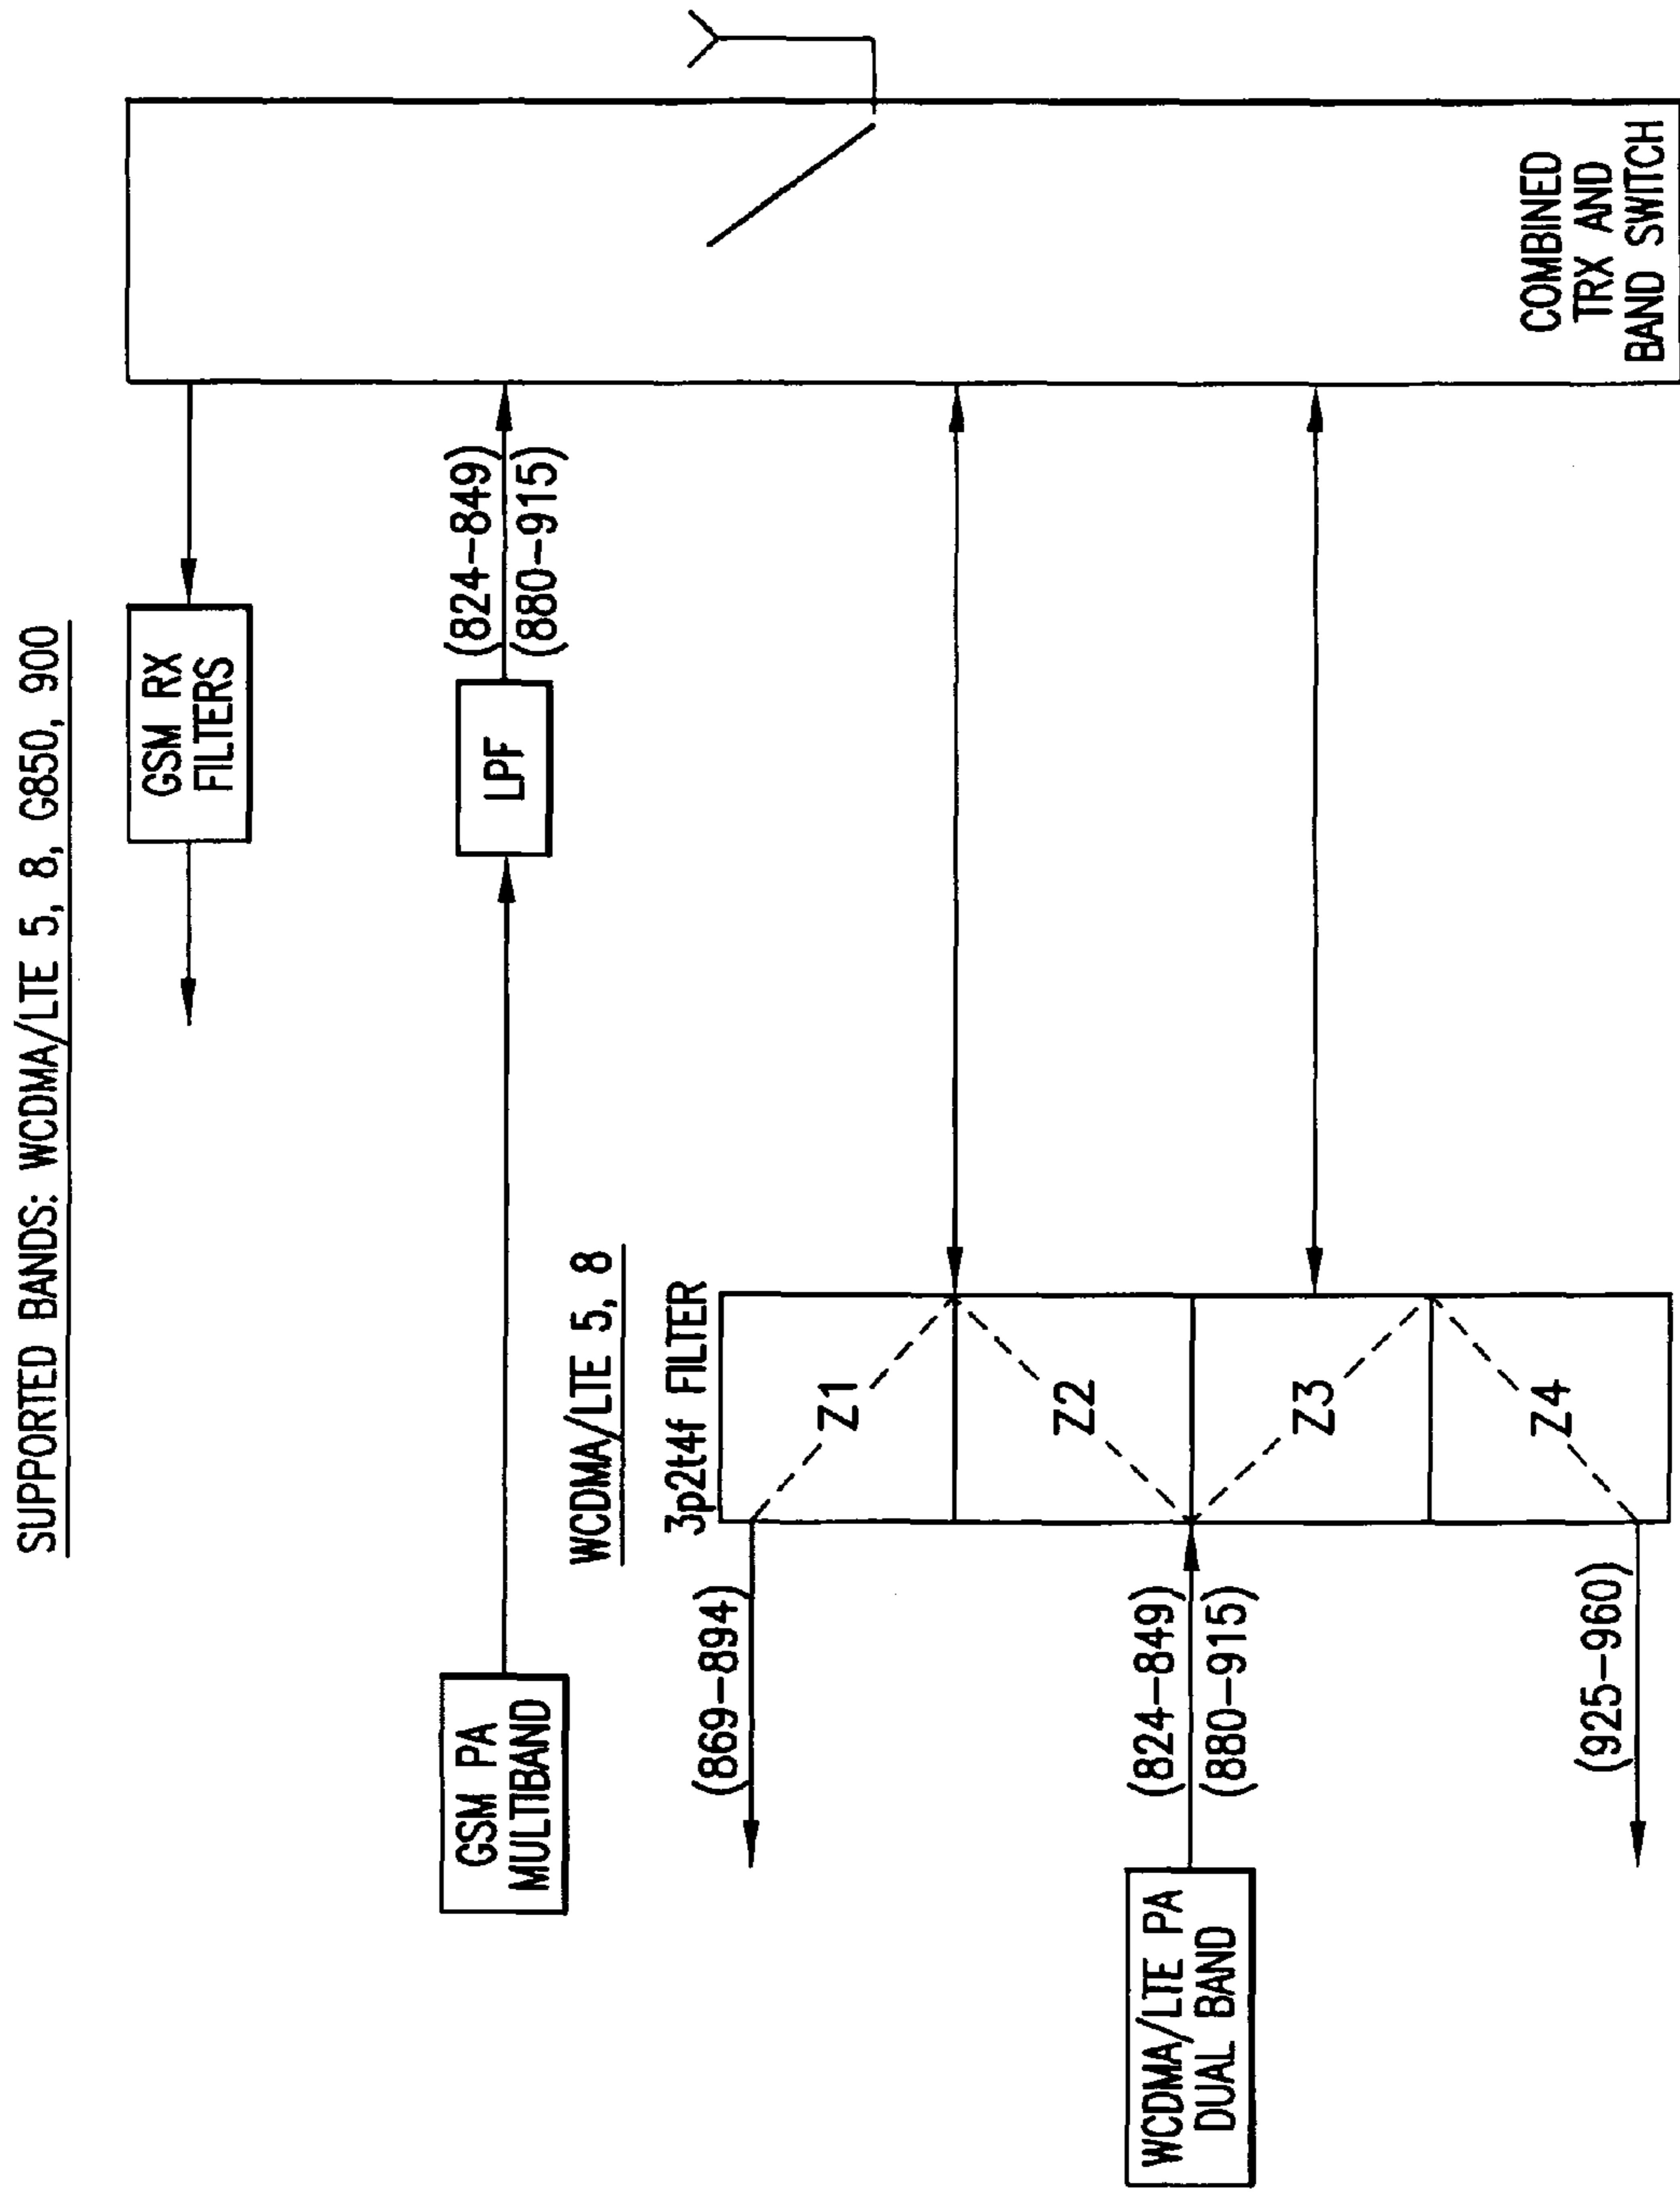 SUPPORTED BANDS: WCDMA/LTE 5, 8, G850, 900
GSM RX
FILTERS
GSM PA
MULTIBAND
LPF
(824-849)
(880-915)
WCDMA/LTE 5, 8
3p2t4f FILTER
(869-894)
Z1
Z2
WCDMA/LTE PA
DUAL BAND
(824-849)
(880-915)
Z3
Z4
(925-960)
COMBINED
TRX AND
BAND SWITCH